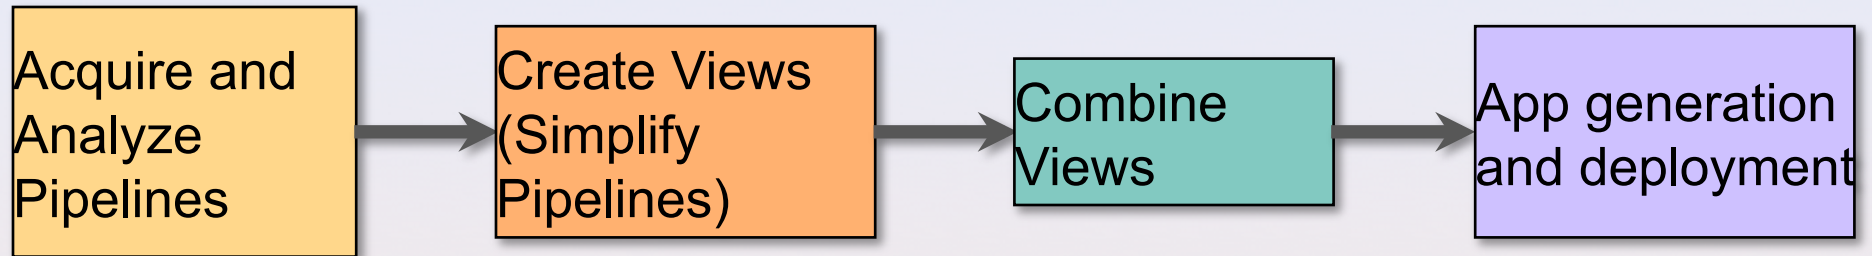 Acquire and
Analyze
Pipelines
Create Views
(Simplify
Pipelines)
Combine
Views
App generation
and deployment